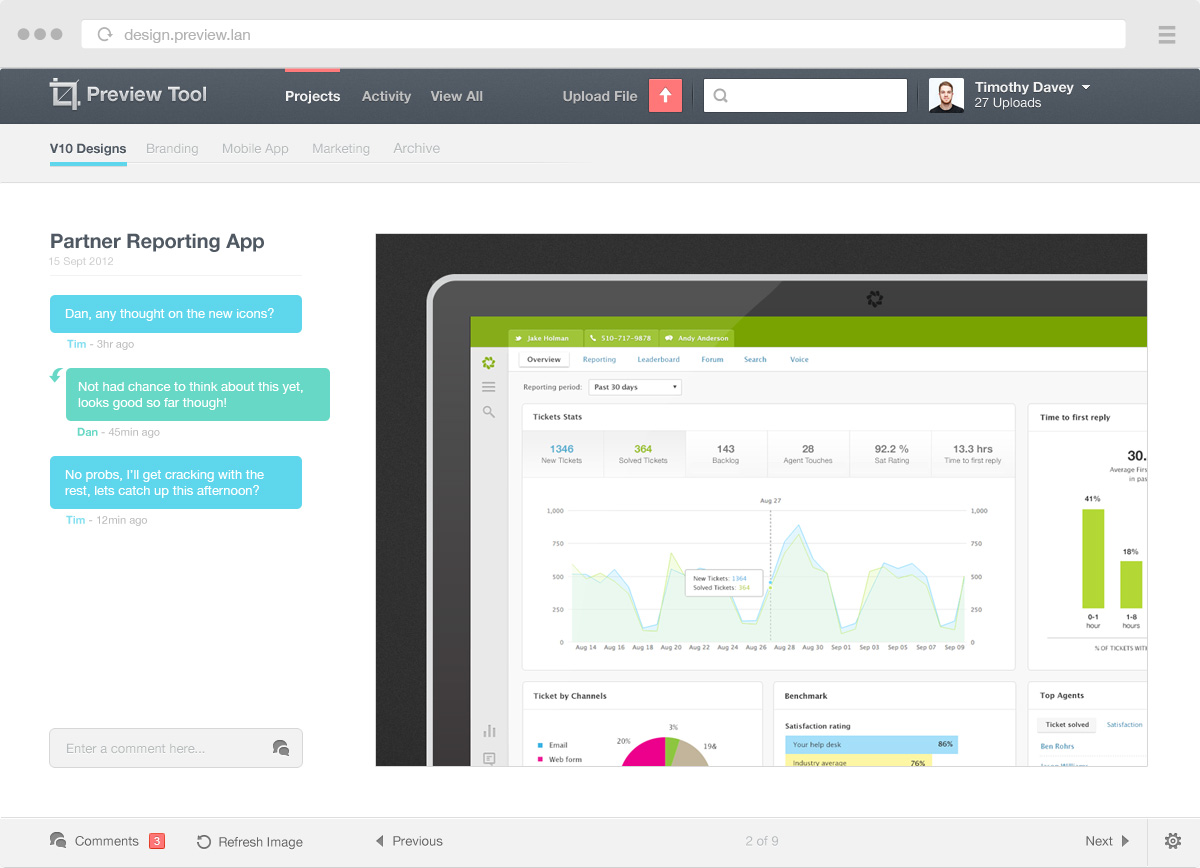 design.preview.lan
Preview Tool
Projects
Activity
View All
Upload File
Timothy Davey
27 Uploads
V10 Designs
Branding
Mobile App
Marketing
Archive
Partner Reporting App
15 Sept 2012
Dan, any thought on the new icons?
Tim - 3hr ago
Not had chance to think about this yet,
looks good so far though!
Dan - 45min ago
No probs, I'll get cracking with the
rest, lets catch up this afternoon?
Tim - 12min ago
Enter a comment here...
Jake Holman
510-717-9878
Andy Anderson
Overview
Reporting
Leaderboard
Forum
Search
Voice
Reporting period:
Past 30 days
Tickets Stats
1346
New Tickets
364
Solved Tickets
143
Backlog
28
Agent Touches
92.2 %
Sat Rating
13.3 hrs
Time to first reply
Aug 27
1,000
750
500
250
0
1,000
750
500
250
0
New Tickets: 1364
Solved Tickets: 364
Aug 14 Aug 16 Aug 18 Aug 20 Aug 22 Aug 24 Aug 26 Aug 28 Aug 30 Sep 01 Sep 03 Sep 05 Sep 07 Sep 09
Time to first reply
30.
Average Firs
in pas
41%
18%
0-1
hour
1-8
hours
% OF TICKETS WITH
Ticket by Channels
Email
Web form
20%
3%
19&
Benchmark
Satisfaction rating
Your help desk
86%
Industry average
76%
Top Agents
Ticket solved
Satisfaction
Ben Rohrs
Comments
3
Refresh Image
Previous
2 of 9
Next